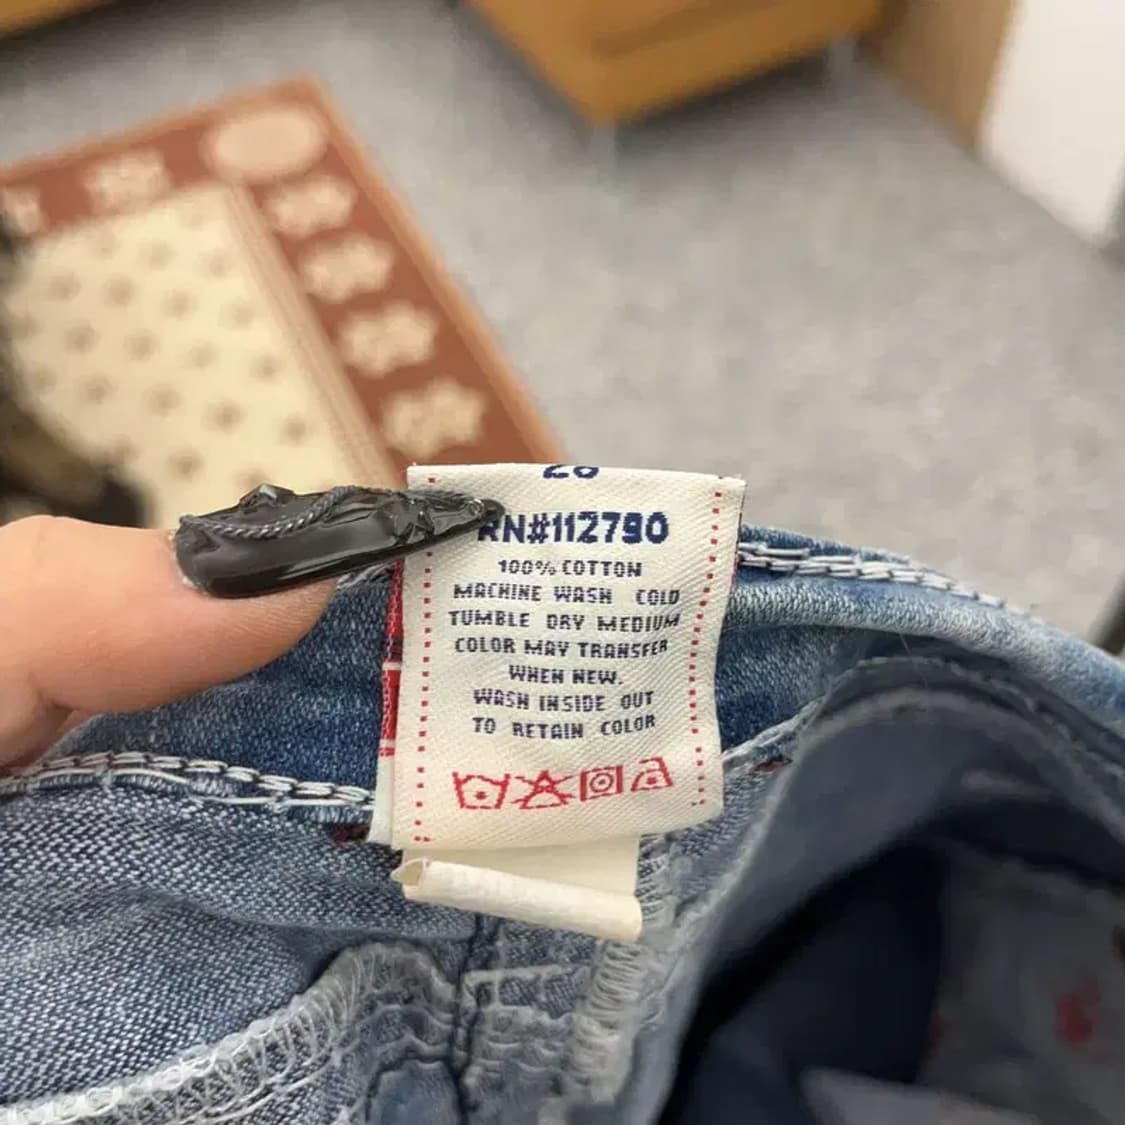 RN#112790
100% COTTON
MACHINE WASH COLD
TUMBLE DRY MEDIUM
COLOR MAY TRANSFER
WHEN NEW.
WASH INSIDE OUT
TO RETAIN COLOR